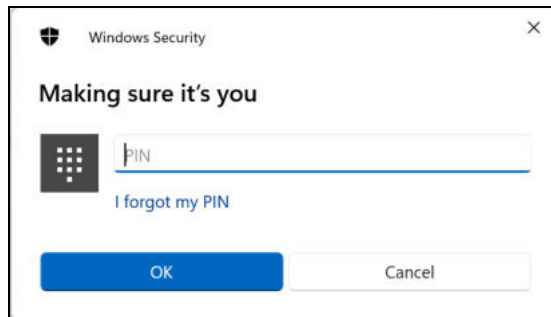 Windows Security
Making sure it's you
PIN
I forgot my PIN
OK
Cancel